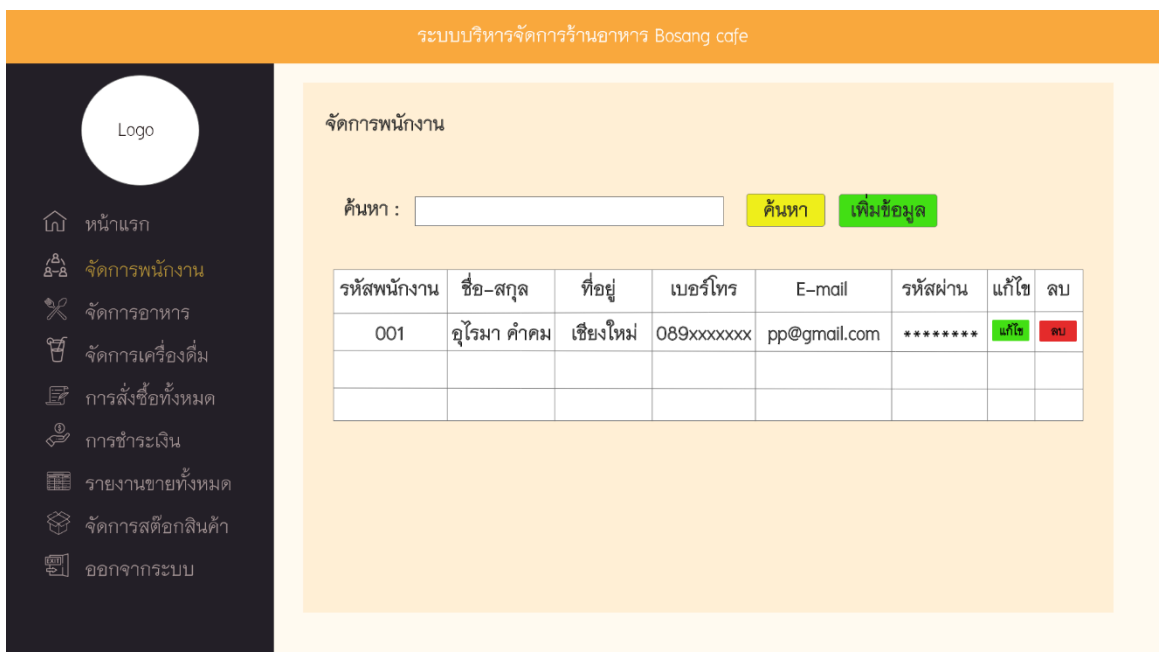 ระบบบริหารจัดการร้านอาหาร Bosang cafe
Logo
หน้าแรก
จัดการพนักงาน
จัดการอาหาร
จัดการเครื่องดื่ม
การสั่งซื้อทั้งหมด
การชำระเงิน
รายงานขายทั้งหมด
จัดการสต๊อกสินค้า
ออกจากระบบ
จัดการพนักงาน
ค้นหา : ค้นหา เพิ่มข้อมูล
รหัสพนักงาน ชื่อ-สกุล ที่อยู่ เบอร์โทร E-mail รหัสผ่าน แก้ไข ลบ
001 อุไรมา คำคม เชียงใหม่ 089xxxxxxx pp@gmail.com ******** แก้ไข ลบ